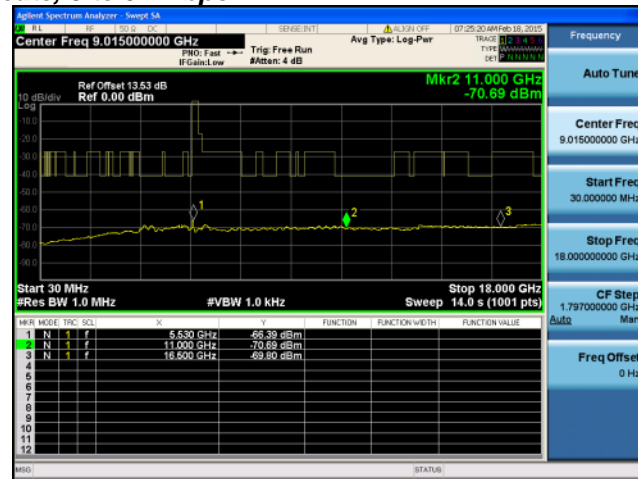 Agilent Spectrum Analyzer - Swept SA
RL RF 50 Ω DC SENSE:INT ALIGN OFF 07:25:20 AM Feb 18, 2015
Center Freq 9.015000000 GHz
PNO: Fast
IFGain:Low
Trig: Free Run
#Atten: 4 dB
Avg Type: Log-Pwr
TRACE 1 2 3 4 5 6
TYPE
DET P N N N N N
Ref Offset 13.53 dB
10 dB/div Ref 0.00 dBm
Log
Mkr2 11.000 GHz
-70.69 dBm
-10.0
-20.0
-30.0
-40.0
-50.0
-60.0
-70.0
-80.0
-90.0
1
2
3
Start 30 MHz Stop 18.000 GHz
#Res BW 1.0 MHz #VBW 1.0 kHz Sweep 14.0 s (1001 pts)
MKR MODE TRC SCL X Y FUNCTION FUNCTION WIDTH FUNCTION VALUE
1 N 1 f 5.530 GHz -66.39 dBm
2 N 1 f 11.000 GHz -70.69 dBm
3 N 1 f 16.500 GHz -69.80 dBm
4
5
6
7
8
9
10
11
12
MSG STATUS
Frequency
Auto Tune
Center Freq
9.015000000 GHz
Start Freq
30.000000 MHz
Stop Freq
18.000000000 GHz
CF Step
1.797000000 GHz
Auto Man
Freq Offset
0 Hz